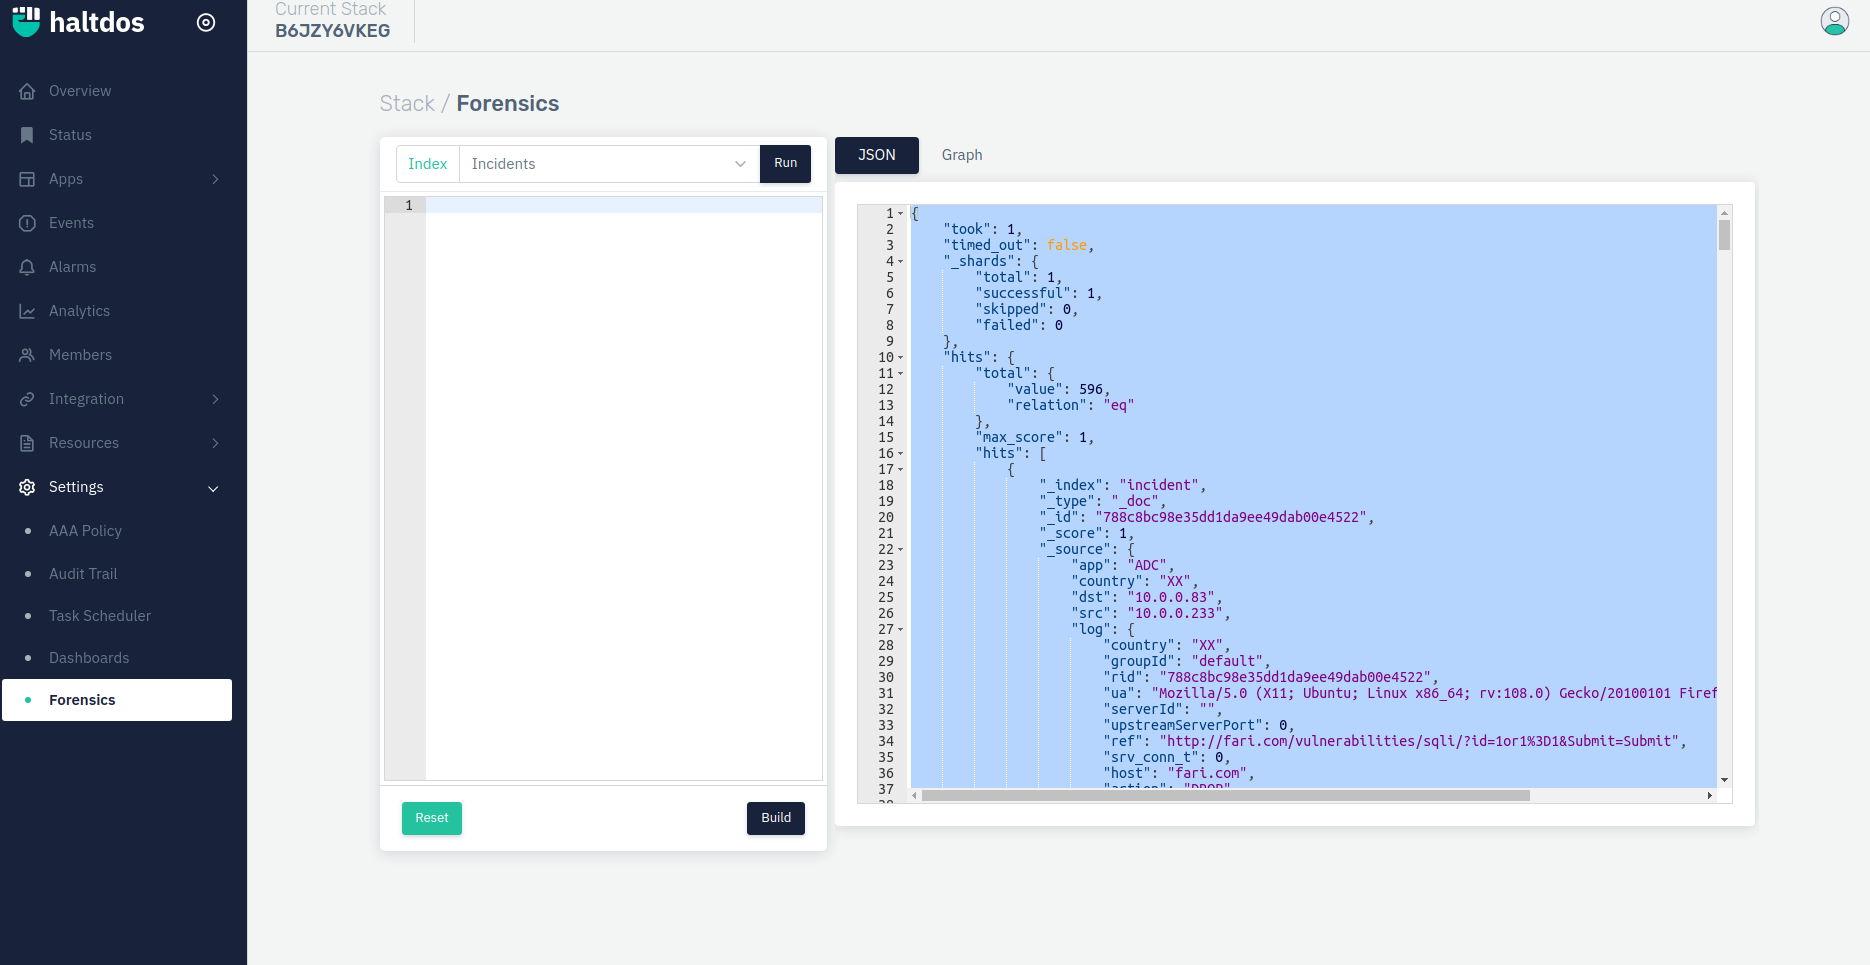 haltdos
Current Stack
B6JZY6VKEG
Overview
Status
Apps
Events
Alarms
Analytics
Members
Integration
Resources
Settings
AAA Policy
Audit Trail
Task Scheduler
Dashboards
Forensics
Stack / Forensics
Index Incidents Run
1
Reset Build
JSON Graph
1 {
2 "took": 1,
3 "timed_out": false,
4 "_shards": {
5 "total": 1,
6 "successful": 1,
7 "skipped": 0,
8 "failed": 0
9 },
10 "hits": {
11 "total": {
12 "value": 596,
13 "relation": "eq"
14 },
15 "max_score": 1,
16 "hits": [
17 {
18 "_index": "incident",
19 "_type": "_doc",
20 "_id": "788c8bc98e35dd1da9ee49dab00e4522",
21 "_score": 1,
22 "_source": {
23 "app": "ADC",
24 "country": "XX",
25 "dst": "10.0.0.83",
26 "src": "10.0.0.233",
27 "log": {
28 "country": "XX",
29 "groupId": "default",
30 "rid": "788c8bc98e35dd1da9ee49dab00e4522",
31 "ua": "Mozilla/5.0 (X11; Ubuntu; Linux x86_64; rv:108.0) Gecko/20100101 Firef
32 "serverId": "",
33 "upstreamServerPort": 0,
34 "ref": "http://fari.com/vulnerabilities/sqli/?id=1or1%3D1&Submit=Submit",
35 "srv_conn_t": 0,
36 "host": "fari.com",
37 "action": "DROP"
38